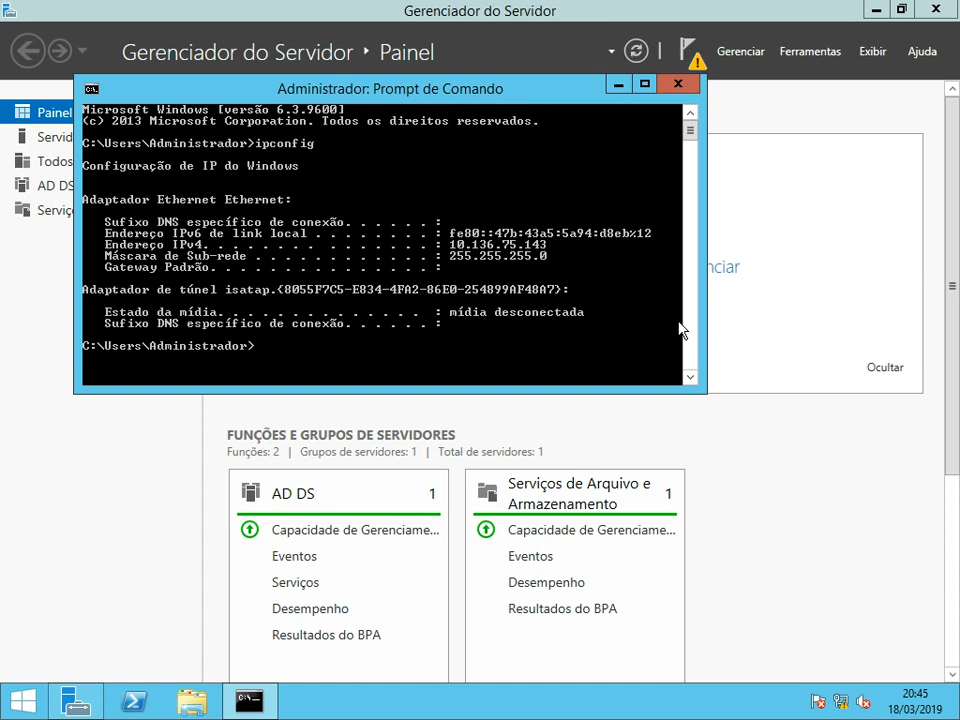 Gerenciador do Servidor
Gerenciador do Servidor
Painel
Gerenciar
Ferramentas
Exibir
Ajuda
Painel
Servid
Todos
AD DS
Serviç
Administrador: Prompt de Comando
Microsoft Windows [versão 6.3.9600]
(c) 2013 Microsoft Corporation. Todos os direitos reservados.
C:\Users\Administrador>ipconfig
Configuração de IP do Windows
Adaptador Ethernet Ethernet:
Sufixo DNS específico de conexão. . . . . . :
Endereço IPv6 de link local . . . . . . . . : fe80::47b:43a5:5a94:d8eb%12
Endereço IPv4. . . . . . . . . . . . . . . : 10.136.75.143
Máscara de Sub-rede . . . . . . . . . . . . : 255.255.255.0
Gateway Padrão. . . . . . . . . . . . . . . :
Adaptador de túnel isatap.{8055F7C5-E834-4FA2-86E0-254899AF48A7}:
Estado da mídia. . . . . . . . . . . . . . : mídia desconectada
Sufixo DNS específico de conexão. . . . . . :
C:\Users\Administrador>
nciar
Ocultar
FUNÇÕES E GRUPOS DE SERVIDORES
Funções: 2 | Grupos de servidores: 1 | Total de servidores: 1
AD DS 1
Capacidade de Gerenciame...
Eventos
Serviços
Desempenho
Resultados do BPA
Serviços de Arquivo e
Armazenamento 1
Capacidade de Gerenciame...
Eventos
Desempenho
Resultados do BPA
20:45
18/03/2019